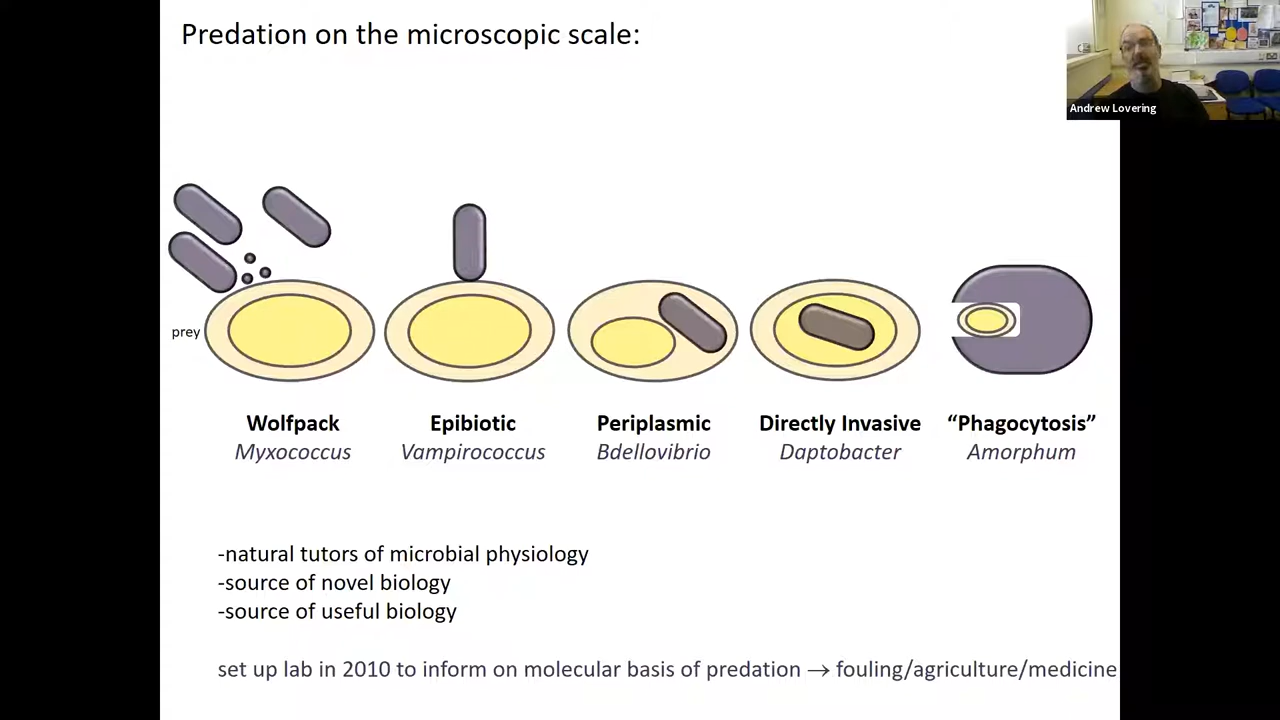 Predation on the microscopic scale:
Andrew Lovering
prey
Wolfpack
Myxococcus
Epibiotic
Vampirococcus
Periplasmic
Bdellovibrio
Directly Invasive
Daptobacter
“Phagocytosis”
Amorphum
-natural tutors of microbial physiology
-source of novel biology
-source of useful biology
set up lab in 2010 to inform on molecular basis of predation → fouling/agriculture/medicine